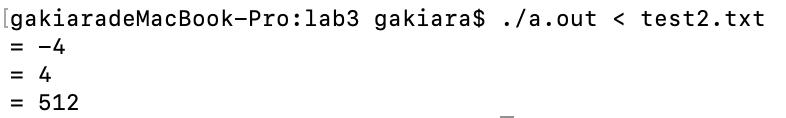 [gakiaradeMacBook-Pro:lab3 gakiara$ ./a.out < test2.txt
= -4
= 4
= 512